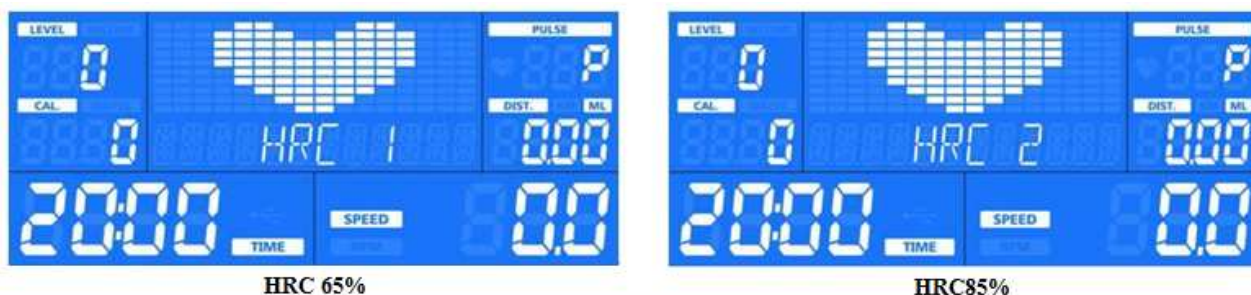 LEVEL
0
PULSE
P
CAL.
0
DIST. ML
0.00
HRC 1
20:00
TIME
SPEED
0.0
HRC 65%
LEVEL
0
PULSE
P
CAL.
0
DIST. ML
0.00
HRC 2
20:00
TIME
SPEED
0.0
HRC85%